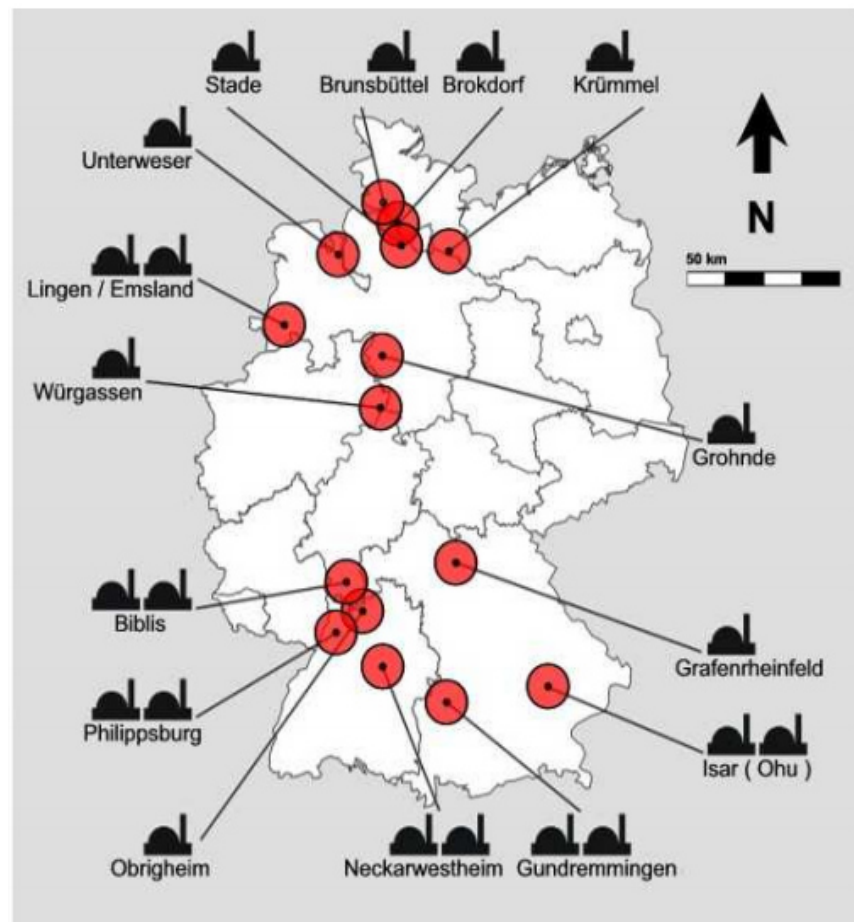 Stade
Brunsbüttel
Brokdorf
Krümmel
Unterweser
N
50 km
Lingen / Emsland
Würgassen
Grohnde
Biblis
Grafenrheinfeld
Philippsburg
Isar ( Ohu )
Obrigheim
Neckarwestheim
Gundremmingen